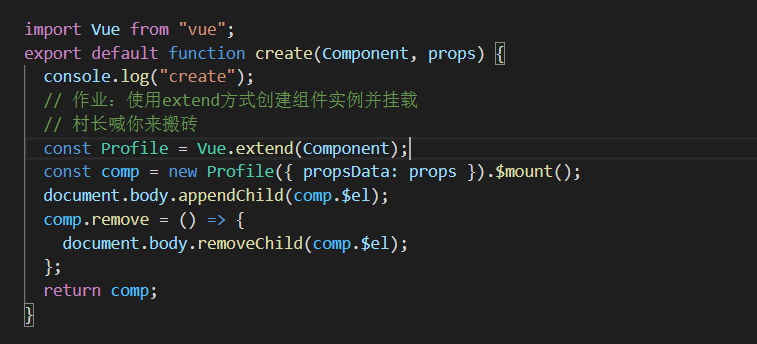 import Vue from "vue";
export default function create(Component, props) {
  console.log("create");
  // 作业：使用extend方式创建组件实例并挂载
  // 村长喊你来搬砖
  const Profile = Vue.extend(Component);
  const comp = new Profile({ propsData: props }).$mount();
  document.body.appendChild(comp.$el);
  comp.remove = () => {
    document.body.removeChild(comp.$el);
  };
  return comp;
}